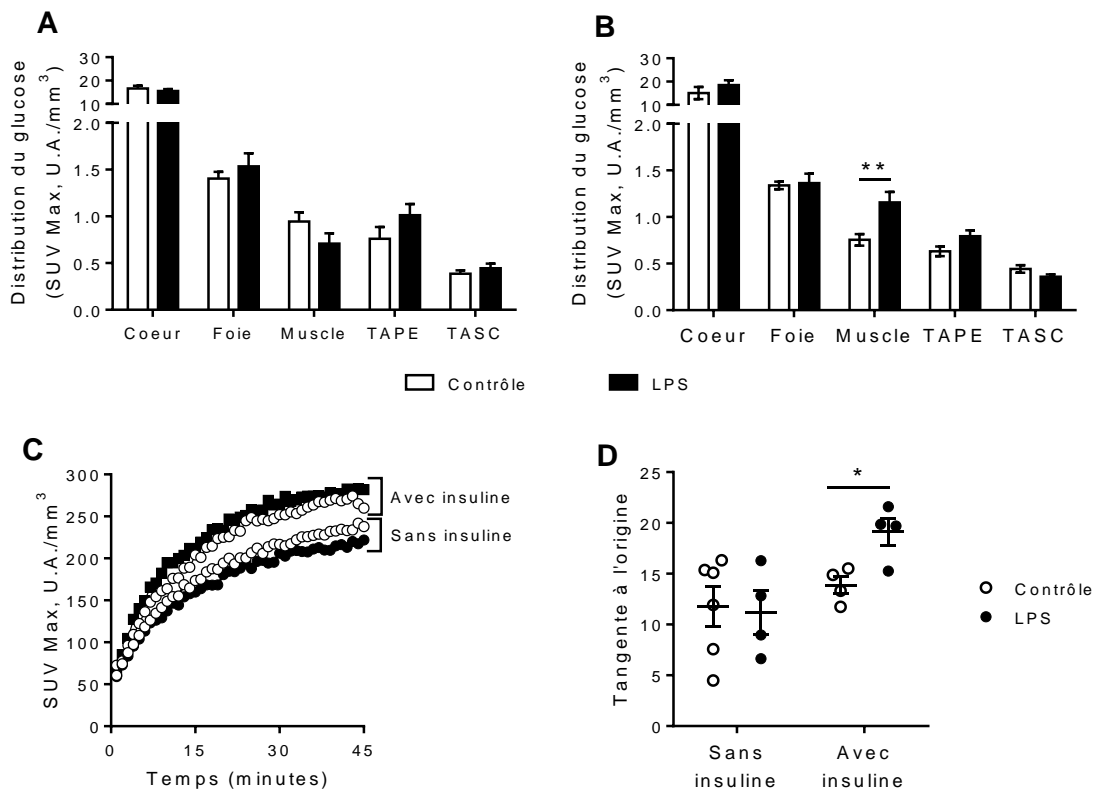 A
Distribution du glucose
(SUV Max, U.A./mm³)
30
20
10
2.0
1.5
1.0
0.5
0.0
Coeur Foie Muscle TAPE TASC
B
Distribution du glucose
(SUV Max, U.A./mm³)
30
20
10
2.0
1.5
1.0
0.5
0.0
**
Coeur Foie Muscle TAPE TASC
Contrôle LPS
C
SUV Max, U.A./mm³
300
250
200
150
100
50
0
0 15 30 45
Temps (minutes)
Avec insuline
Sans insuline
D
Tangente à l'origine
25
20
15
10
5
0
*
Sans
insuline
Avec
insuline
Contrôle
LPS